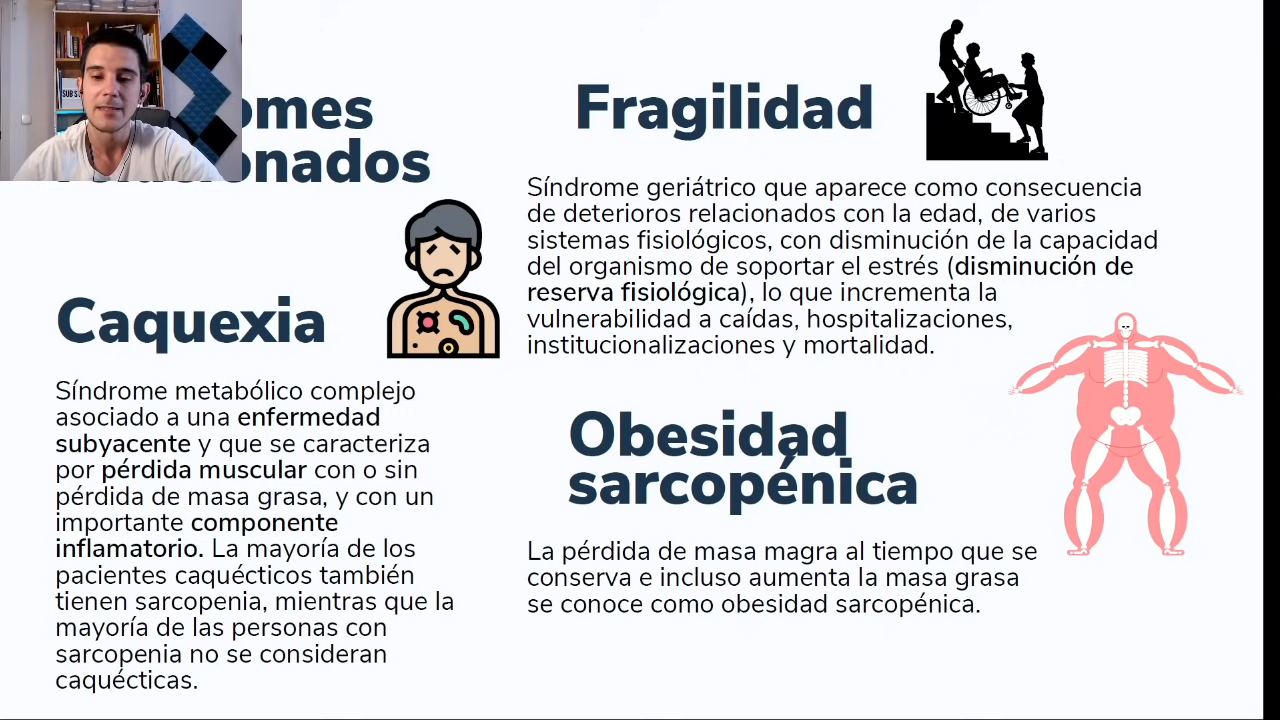 Caquexia
Síndrome metabólico complejo
asociado a una enfermedad
subyacente y que se caracteriza
por pérdida muscular con o sin
pérdida de masa grasa, y con un
importante componente
inflamatorio. La mayoría de los
pacientes caquécticos también
tienen sarcopenia, mientras que la
mayoría de las personas con
sarcopenia no se consideran
caquécticas.
Fragilidad
Síndrome geriátrico que aparece como consecuencia
de deterioros relacionados con la edad, de varios
sistemas fisiológicos, con disminución de la capacidad
del organismo de soportar el estrés (disminución de
reserva fisiológica), lo que incrementa la
vulnerabilidad a caídas, hospitalizaciones,
institucionalizaciones y mortalidad.
Obesidad
sarcopénica
La pérdida de masa magra al tiempo que se
conserva e incluso aumenta la masa grasa
se conoce como obesidad sarcopénica.